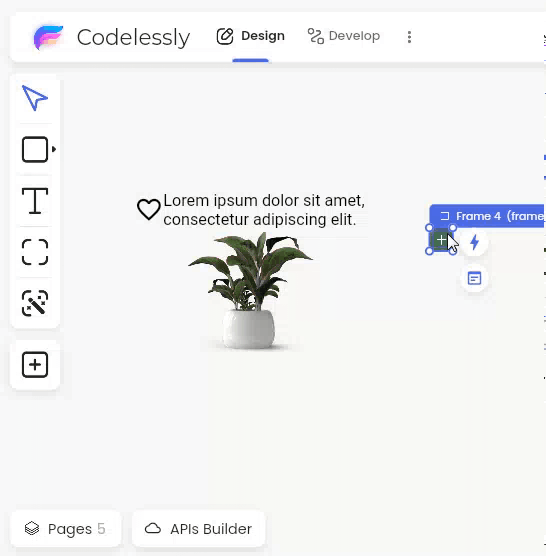 Codelessly
Design
Develop
Lorem ipsum dolor sit amet,
consectetur adipiscing elit.
Frame 4 (frame
Pages 5
APIs Builder